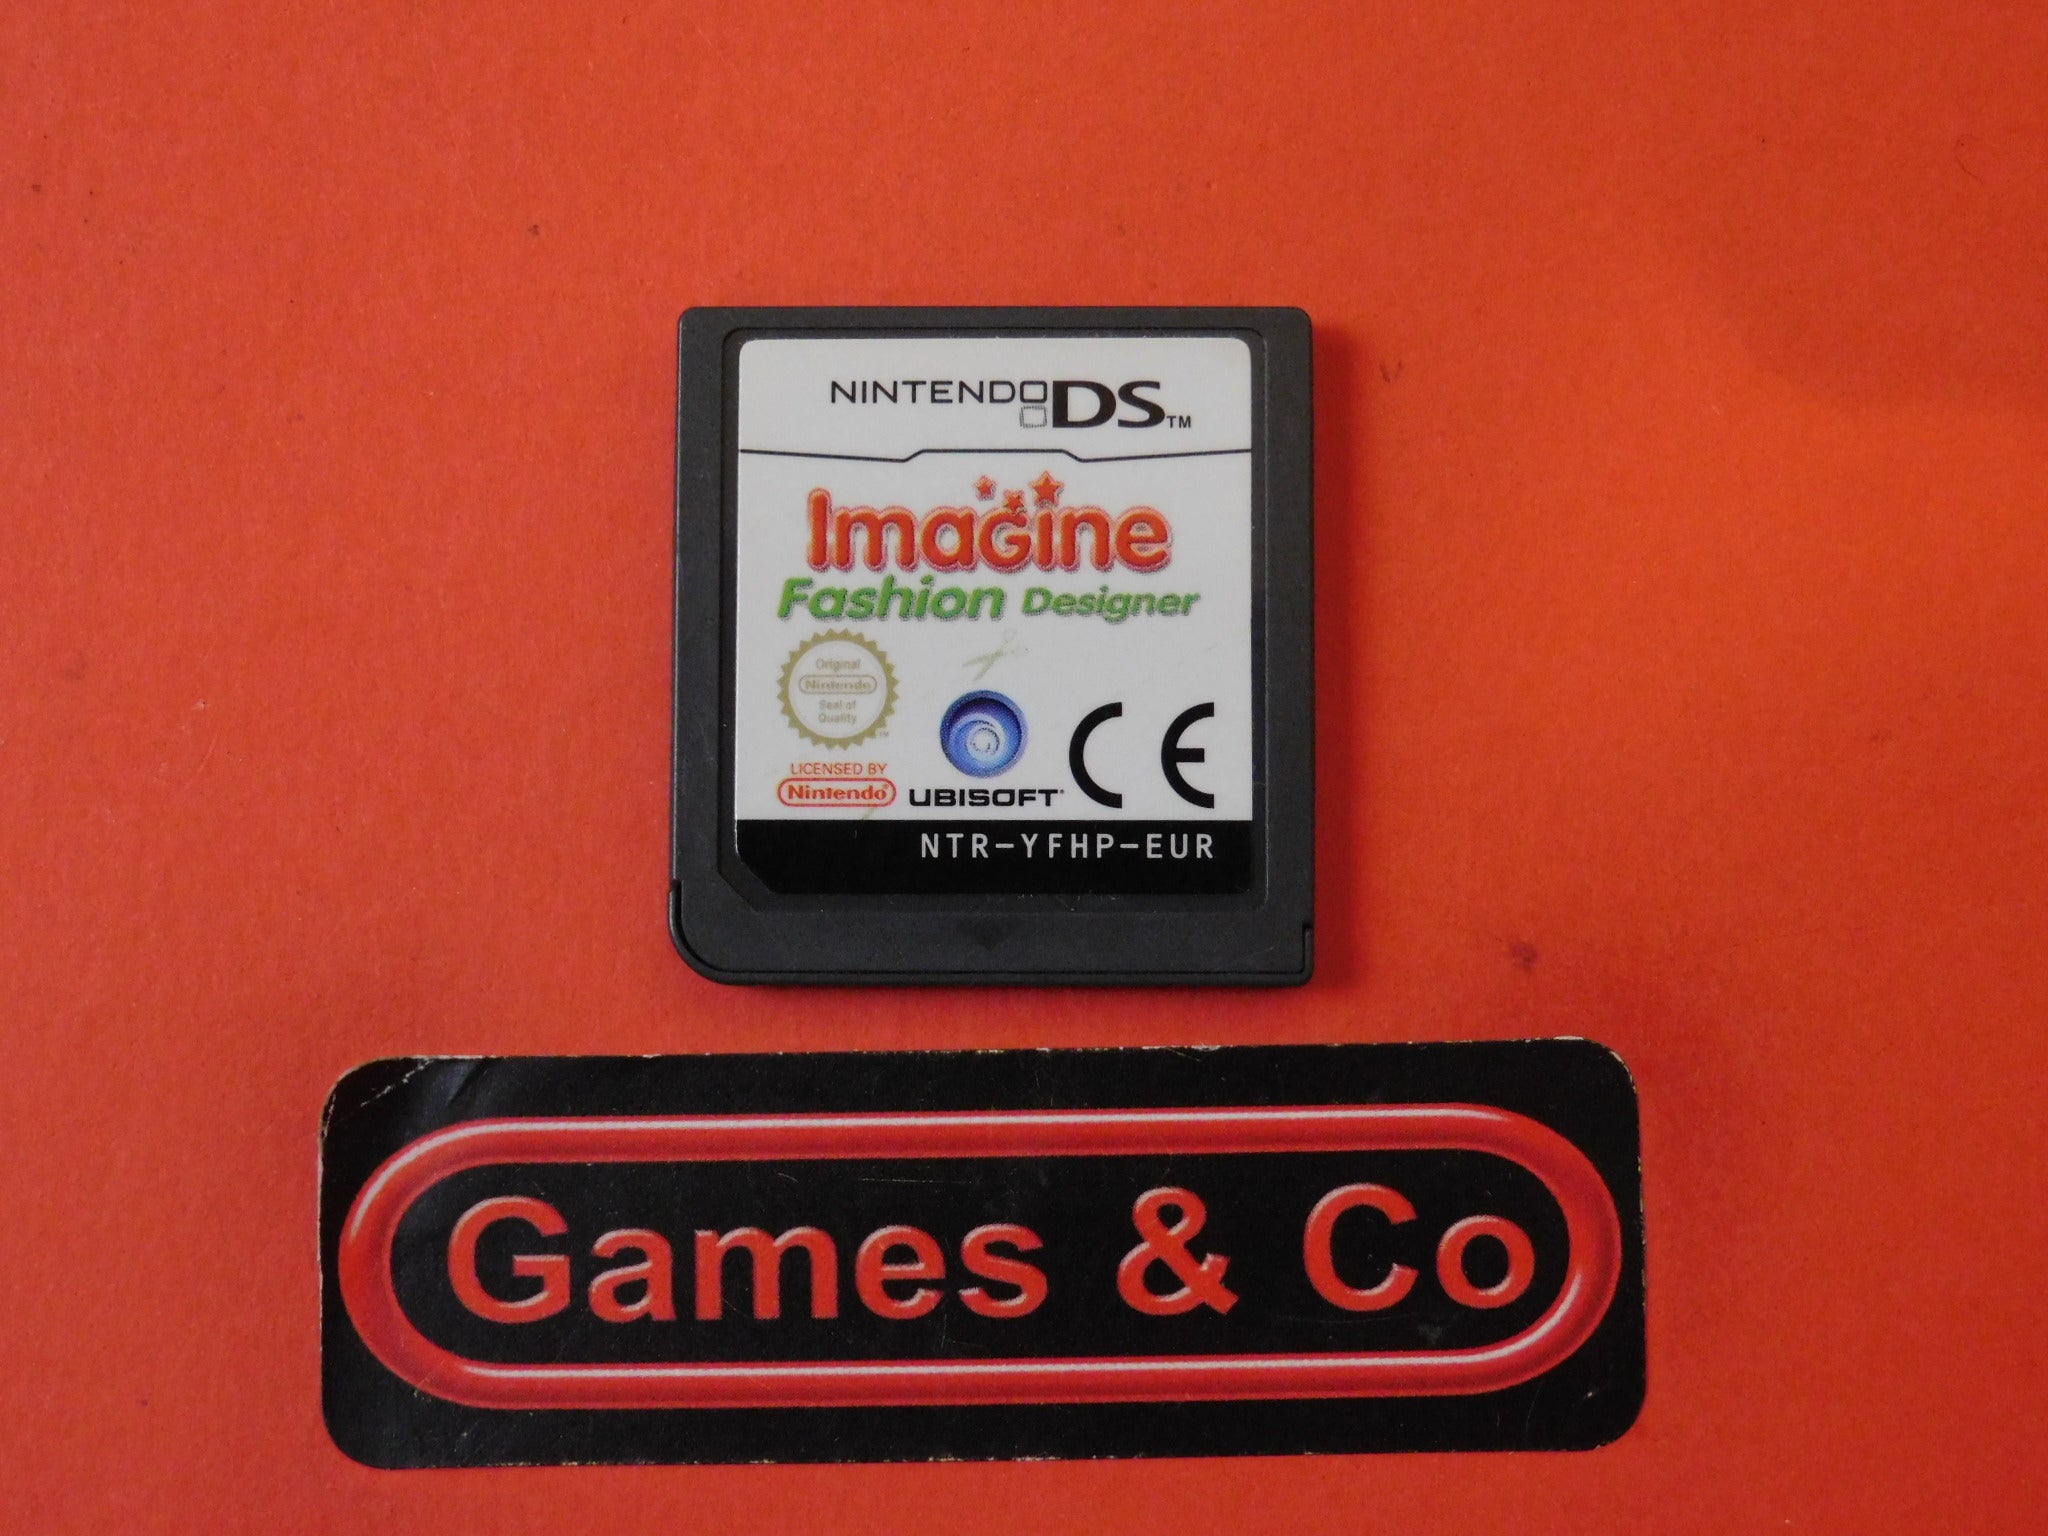 NINTENDO DS™
Imagine
Fashion Designer
Original
Nintendo
Seal of
Quality
™
LICENSED BY
Nintendo®
UBISOFT®
CE
NTR-YFHP-EUR
Games & Co